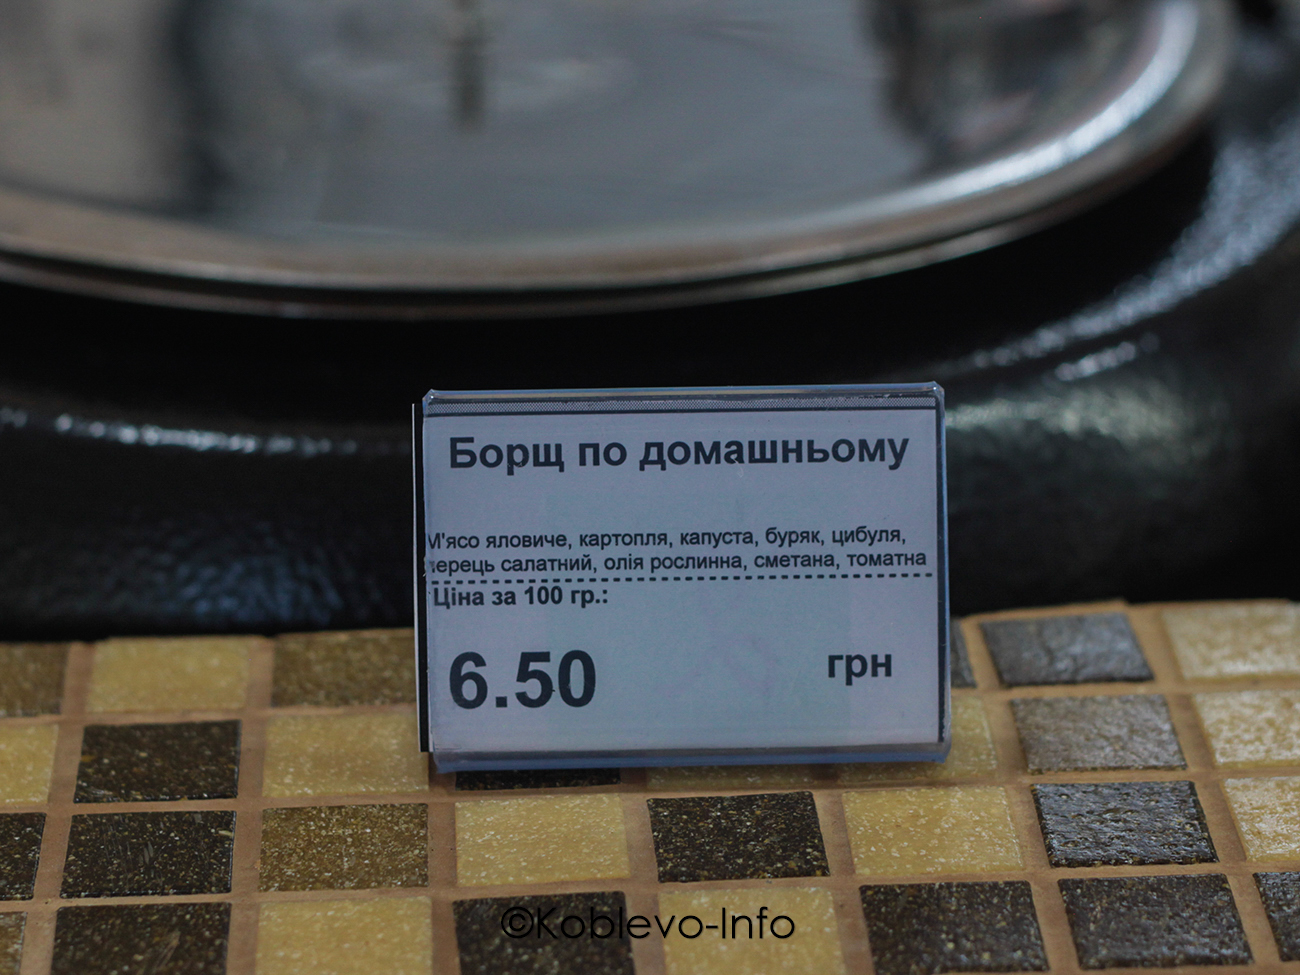 Борщ по домашньому
М'ясо яловиче, картопля, капуста, буряк, цибуля,
перець салатний, олія рослинна, сметана, томатна
Ціна за 100 гр.:
6.50 грн
©Koblevo-Info